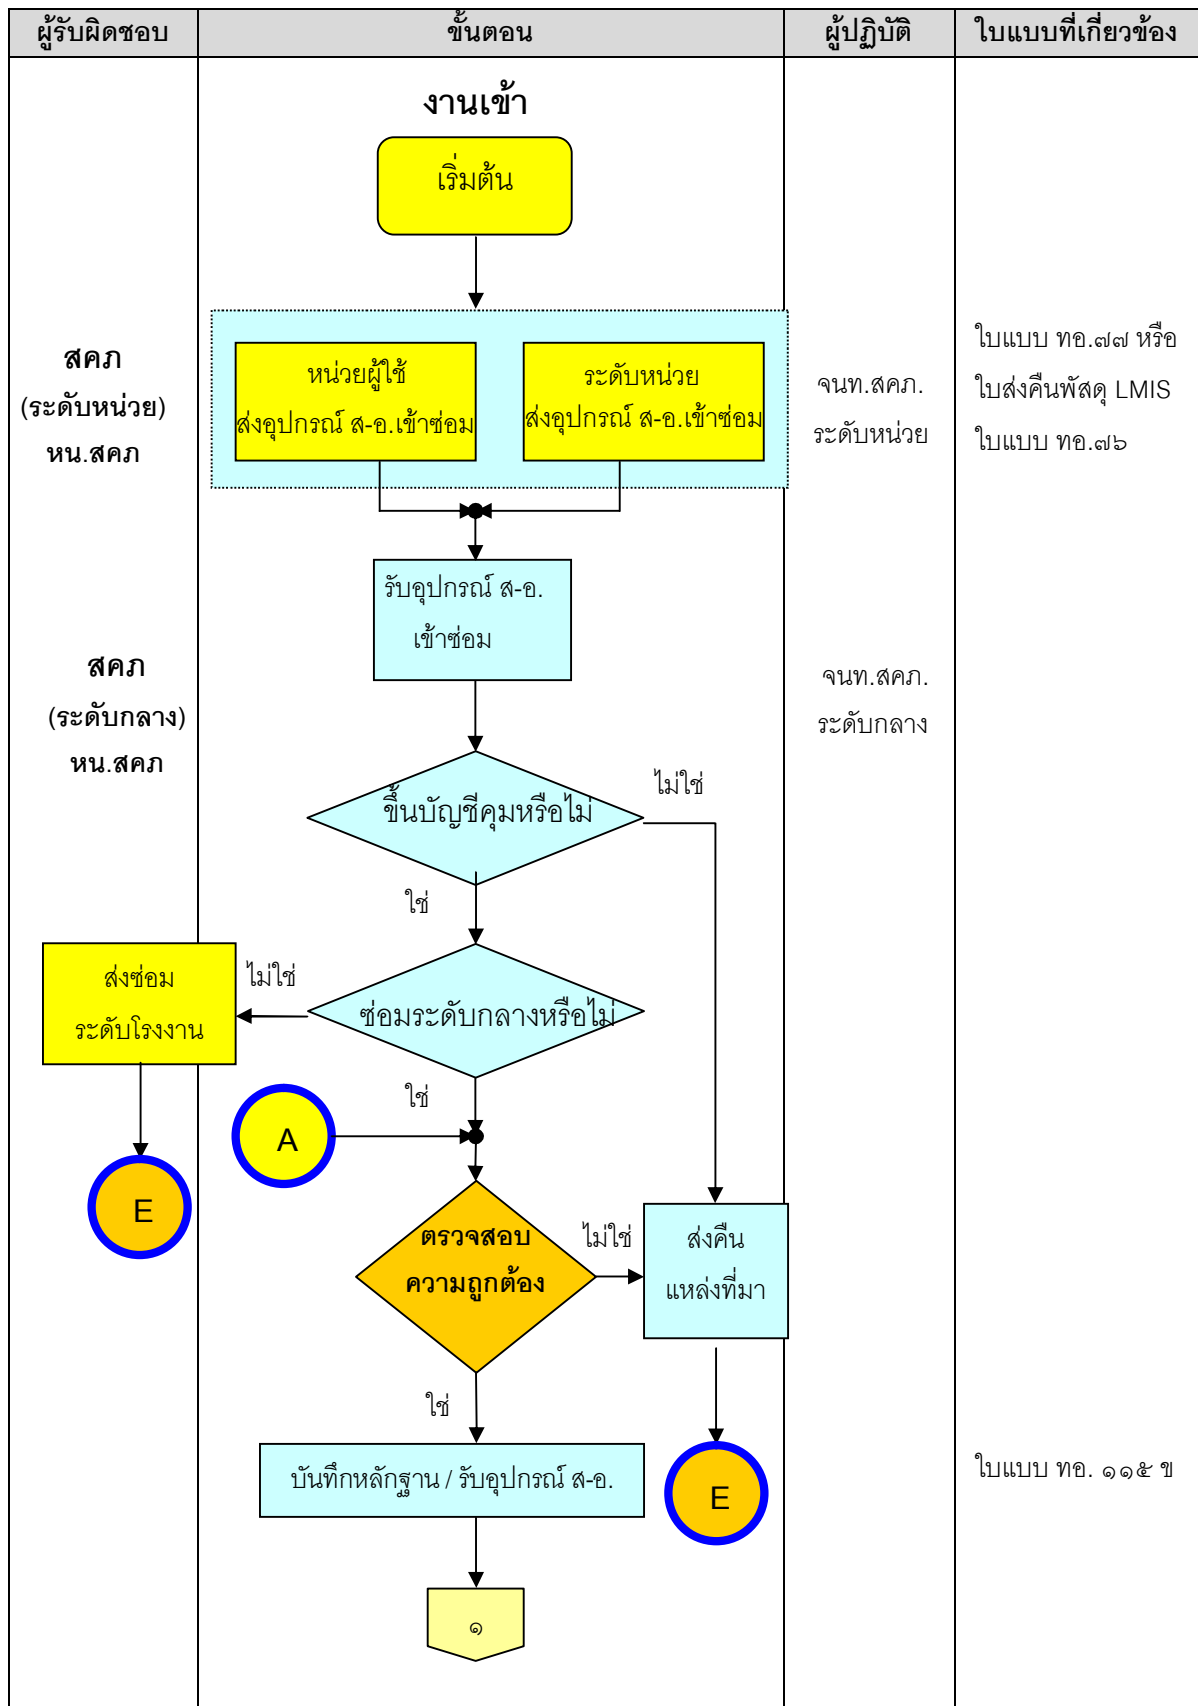 ผู้รับผิดชอบ
ขั้นตอน
ผู้ปฏิบัติ
ใบแบบที่เกี่ยวข้อง
งานเข้า
เริ่มต้น
สคภ
(ระดับหน่วย)
หน.สคภ
หน่วยผู้ใช้
ส่งอุปกรณ์ ส-อ.เข้าซ่อม
ระดับหน่วย
ส่งอุปกรณ์ ส-อ.เข้าซ่อม
จนท.สคภ.
ระดับหน่วย
ใบแบบ ทอ.๗๗ หรือ
ใบส่งคืนพัสดุ LMIS
ใบแบบ ทอ.๗๖
รับอุปกรณ์ ส-อ.
เข้าซ่อม
สคภ
(ระดับกลาง)
หน.สคภ
จนท.สคภ.
ระดับกลาง
ขึ้นบัญชีคุมหรือไม่
ไม่ใช่
ใช่
ส่งซ่อม
ระดับโรงงาน
ไม่ใช่
ซ่อมระดับกลางหรือไม่
ใช่
A
E
ตรวจสอบ
ความถูกต้อง
ไม่ใช่
ส่งคืน
แหล่งที่มา
ใช่
บันทึกหลักฐาน / รับอุปกรณ์ ส-อ.
E
ใบแบบ ทอ. ๑๑๕ ข
๑